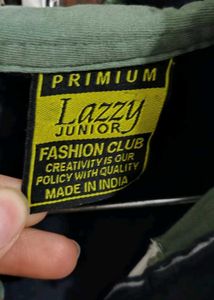 PRIMIUM
Lazzy
JUNIOR
FASHION CLUB
CREATIVITY IS OUR
POLICY WITH QUALITY
MADE IN INDIA